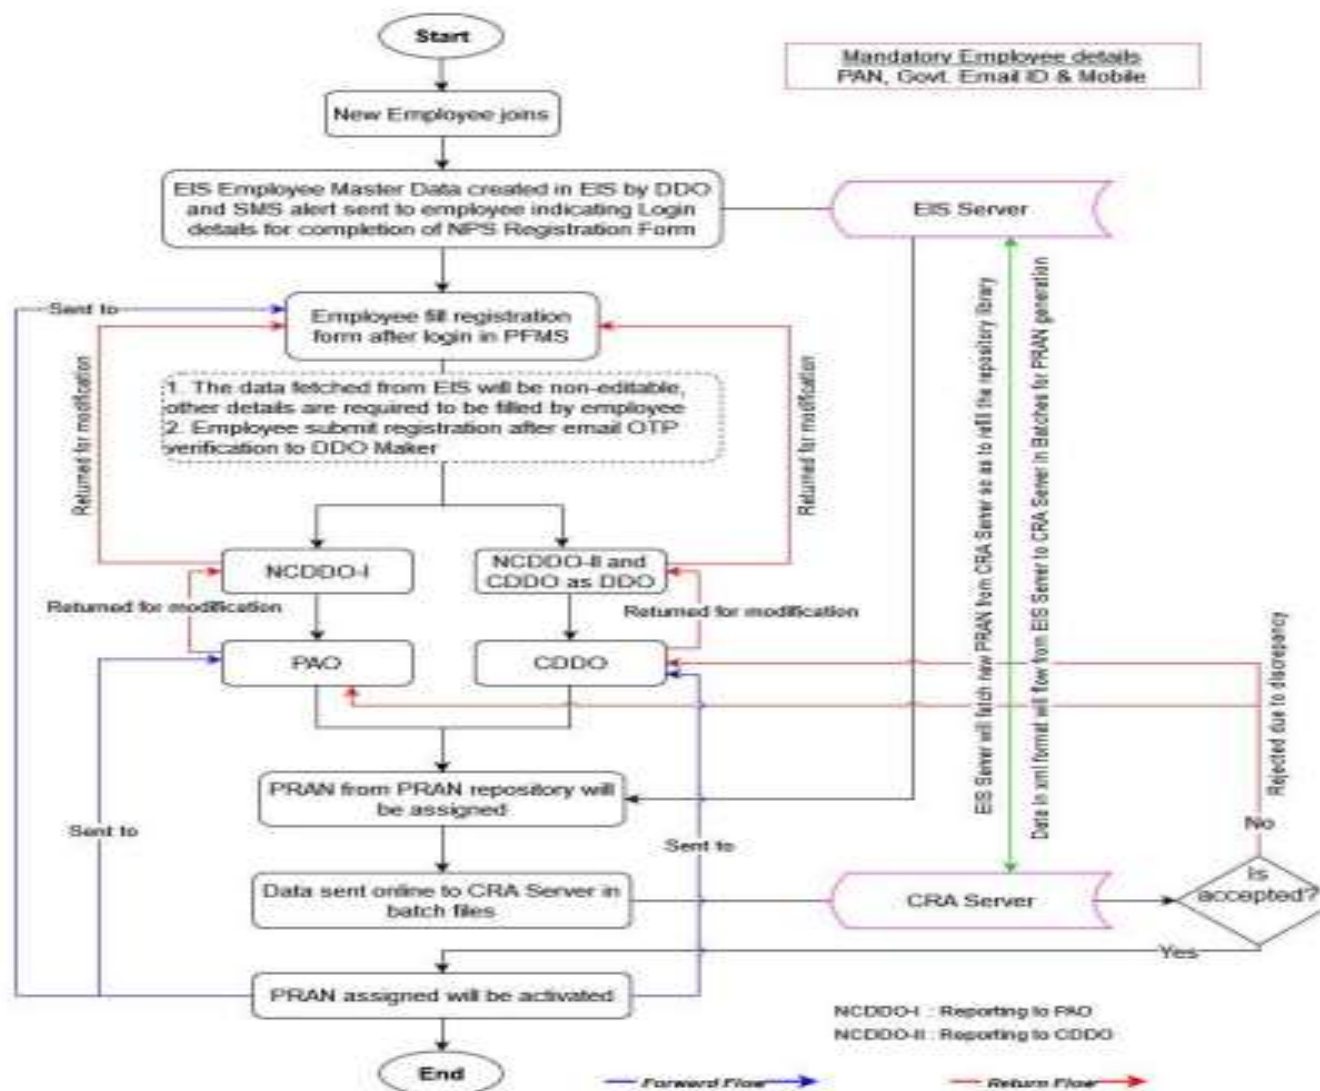 Start
Mandatory Employee details
PAN, Govt. Email ID & Mobile
New Employee joins
EIS Employee Master Data created in EIS by DDO
and SMS alert sent to employee indicating Login
details for completion of NPS Registration Form
EIS Server
Sent to
Employee fill registration
form after login in PFMS
Returned for modification
Returned for modification
1. The data fetched from EIS will be non-editable,
other details are required to be filled by employee
2. Employee submit registration after email OTP
verification to DDO Maker
EIS Server will fetch new PRAN from CRA Server so as to refill the repository library
Data in xml format will flow from EIS Server to CRA Server in Batches for PRAN generation
NCDDO-I
NCDDO-II and
CDDO as DDO
Returned for modification
Returned for modification
PAO
CDDO
Rejected due to discrepancy
PRAN from PRAN repository will
be assigned
Sent to
Sent to
No
Data sent online to CRA Server in
batch files
CRA Server
Is
accepted?
Yes
PRAN assigned will be activated
NCDDO-I : Reporting to PAO
NCDDO-II : Reporting to CDDO
End
Forward Flow
Return Flow